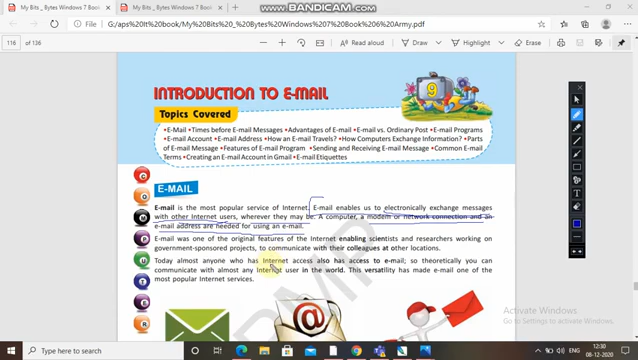 www.BANDICAM.com
My Bits , Bytes Windows 7 Boo
My Bits , Bytes Windows 7 Book
G:/aps%20It%20book/My%20Bits%20_%20Bytes%20Windows%207%20Book%206%20Army.pdf
116 of 136
Read aloud Draw Highlight Erase
INTRODUCTION TO E-MAIL
9
Topics Covered
•E-Mail •Times before E-mail Messages •Advantages of E-mail •E-mail vs. Ordinary Post •E-mail Programs
•E-mail Account •E-mail Address •How an E-mail Travels? •How Computers Exchange Information? •Parts
of E-mail Message •Features of E-mail Program •Sending and Receiving E-mail Message •Common E-mail
Terms •Creating an E-mail Account in Gmail •E-mail Etiquettes
E-MAIL
E-mail is the most popular service of Internet. E-mail enables us to electronically exchange messages
with other Internet users, wherever they may be. A computer, a modem or network connection and an
e-mail address are needed for using an e-mail.
E-mail was one of the original features of the Internet enabling scientists and researchers working on
government-sponsored projects, to communicate with their colleagues at other locations.
Today almost anyone who has Internet access also has access to e-mail; so theoretically you can
communicate with almost any Internet user in the world. This versatility has made e-mail one of the
most popular Internet services.
C
O
M
P
U
T
E
R
@
Activate Windows
Go to Settings to activate Windows.
Type here to search
ENG
12:30
08-12-2020